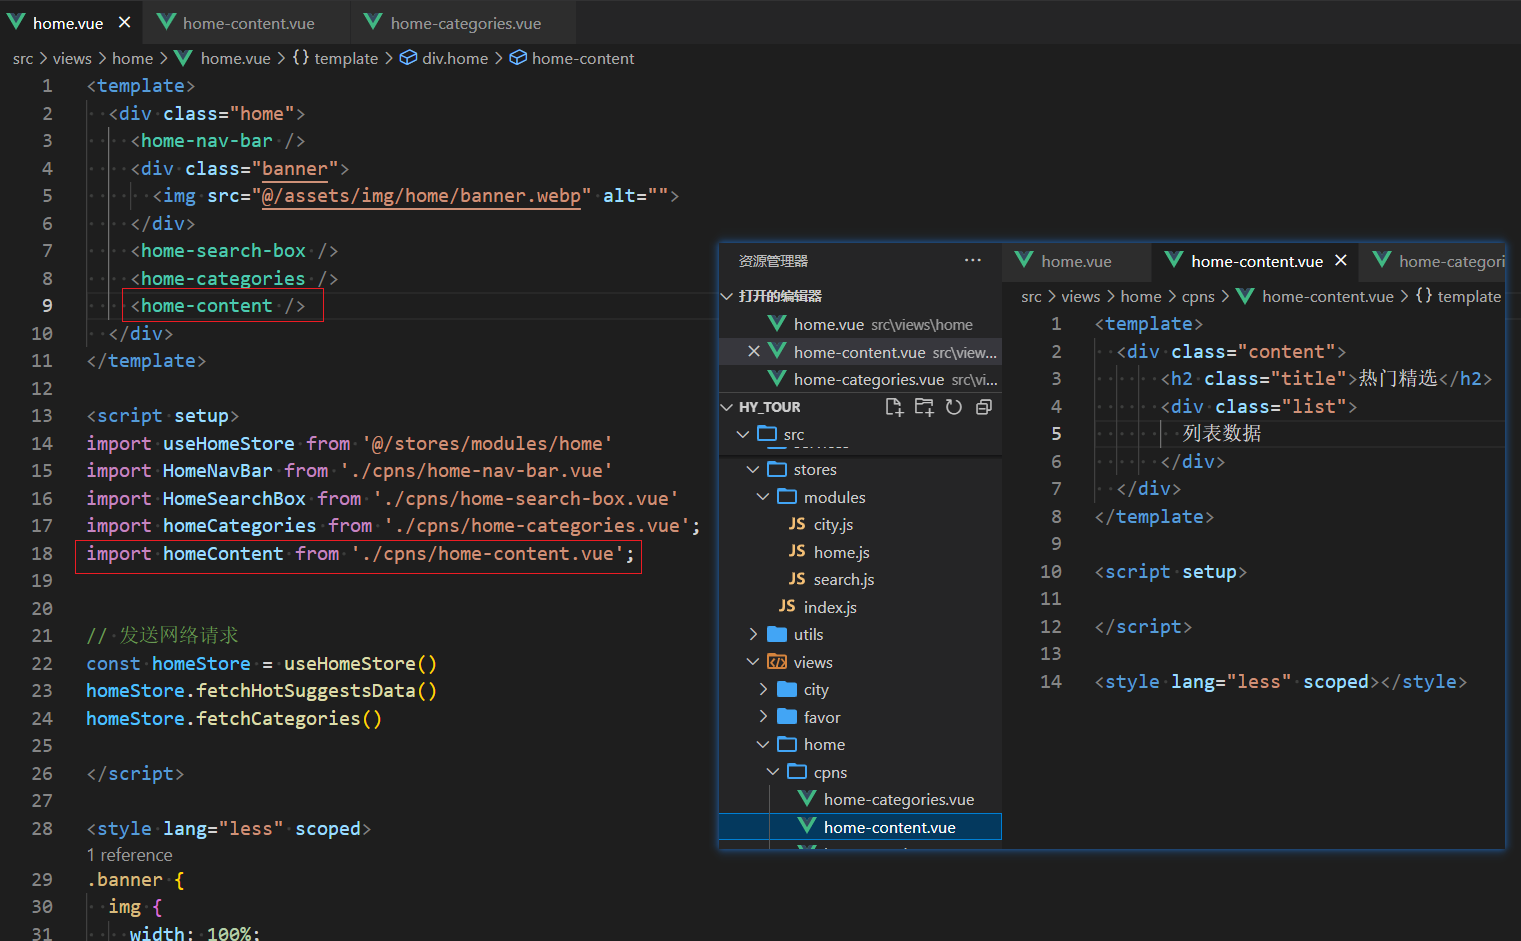 home.vue
home-content.vue
home-categories.vue
src > views > home > home.vue > {} template > div.home > home-content
1 <template>
2 <div class="home">
3 <home-nav-bar />
4 <div class="banner">
5 <img src="@/assets/img/home/banner.webp" alt="">
6 </div>
7 <home-search-box />
8 <home-categories />
9 <home-content />
10 </div>
11 </template>
12
13 <script setup>
14 import useHomeStore from '@/stores/modules/home'
15 import HomeNavBar from './cpns/home-nav-bar.vue'
16 import HomeSearchBox from './cpns/home-search-box.vue'
17 import homeCategories from './cpns/home-categories.vue';
18 import homeContent from './cpns/home-content.vue';
19
20
21 // 发送网络请求
22 const homeStore = useHomeStore()
23 homeStore.fetchHotSuggestsData()
24 homeStore.fetchCategories()
25
26 </script>
27
28 <style lang="less" scoped>
1 reference
29 .banner {
30 img {
31 width: 100%;
资源管理器 ...
打开的编辑器
home.vue src\views\home
home-content.vue src\view...
home-categories.vue src\vi...
HY_TOUR
src
stores
modules
JS city.js
JS home.js
JS search.js
JS index.js
utils
views
city
favor
home
cpns
home-categories.vue
home-content.vue
home.vue
home-content.vue
home-categori
src > views > home > cpns > home-content.vue > {} template
1 <template>
2 <div class="content">
3 <h2 class="title">热门精选</h2>
4 <div class="list">
5 列表数据
6 </div>
7 </div>
8 </template>
9
10 <script setup>
11
12 </script>
13
14 <style lang="less" scoped></style>